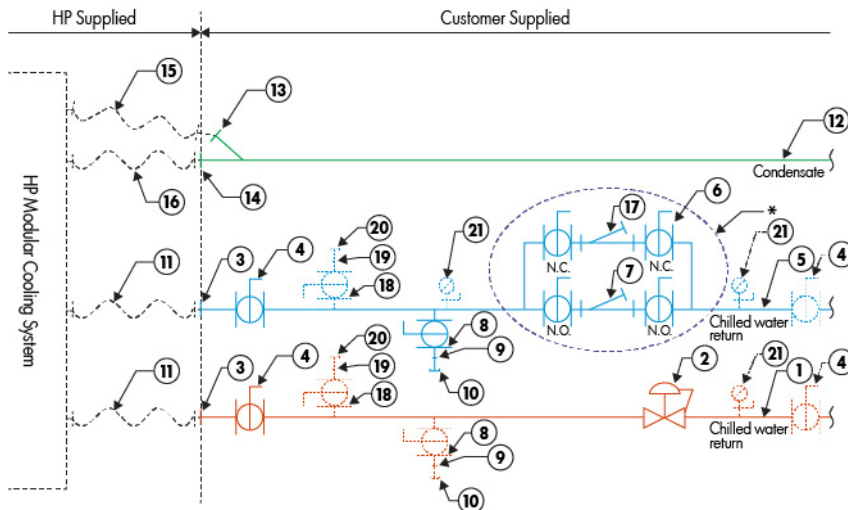 HP Supplied
Customer Supplied
15
13
12
Condensate
16
14
HP Modular Cooling System
20
19
18
21
17
6
*
N.C.
N.C.
7
N.O.
N.O.
21
5
4
Chilled water
return
11
3
4
8
9
10
20
19
18
2
21
1
4
Chilled water
return
11
3
4
8
9
10